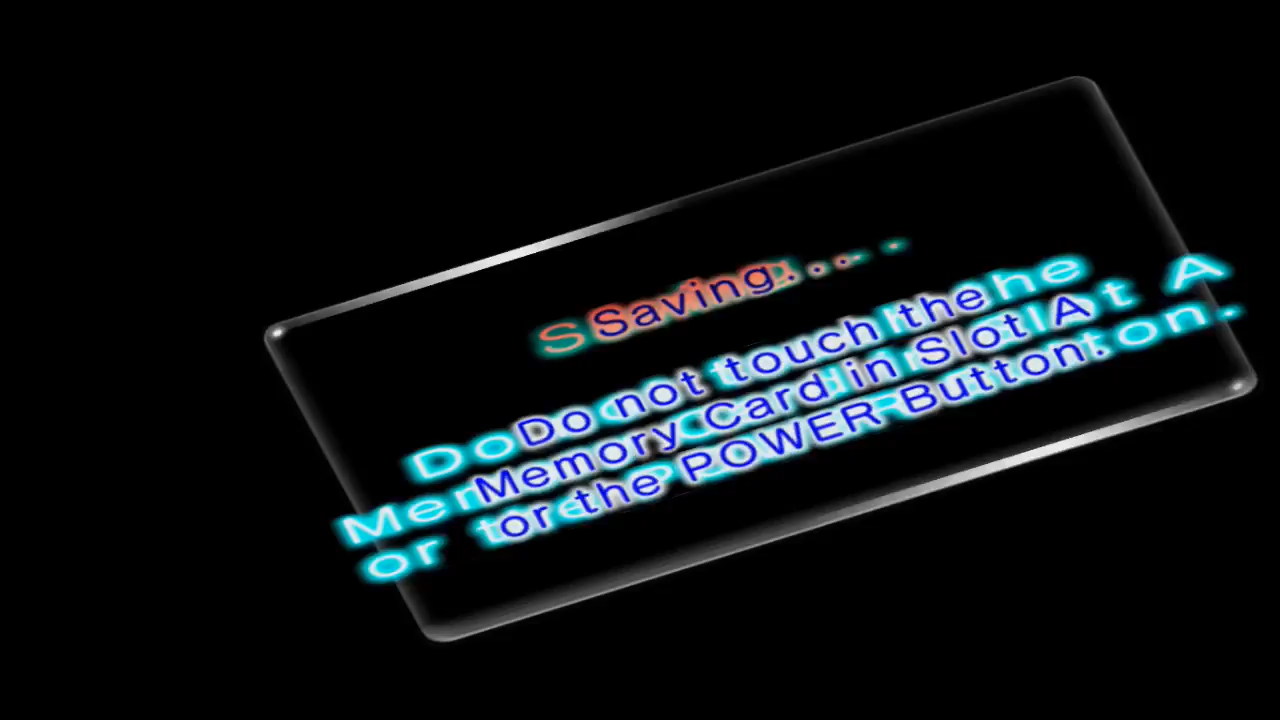 Saving...
Do not touch the
Memory Card in Slot A
or the POWER Button.